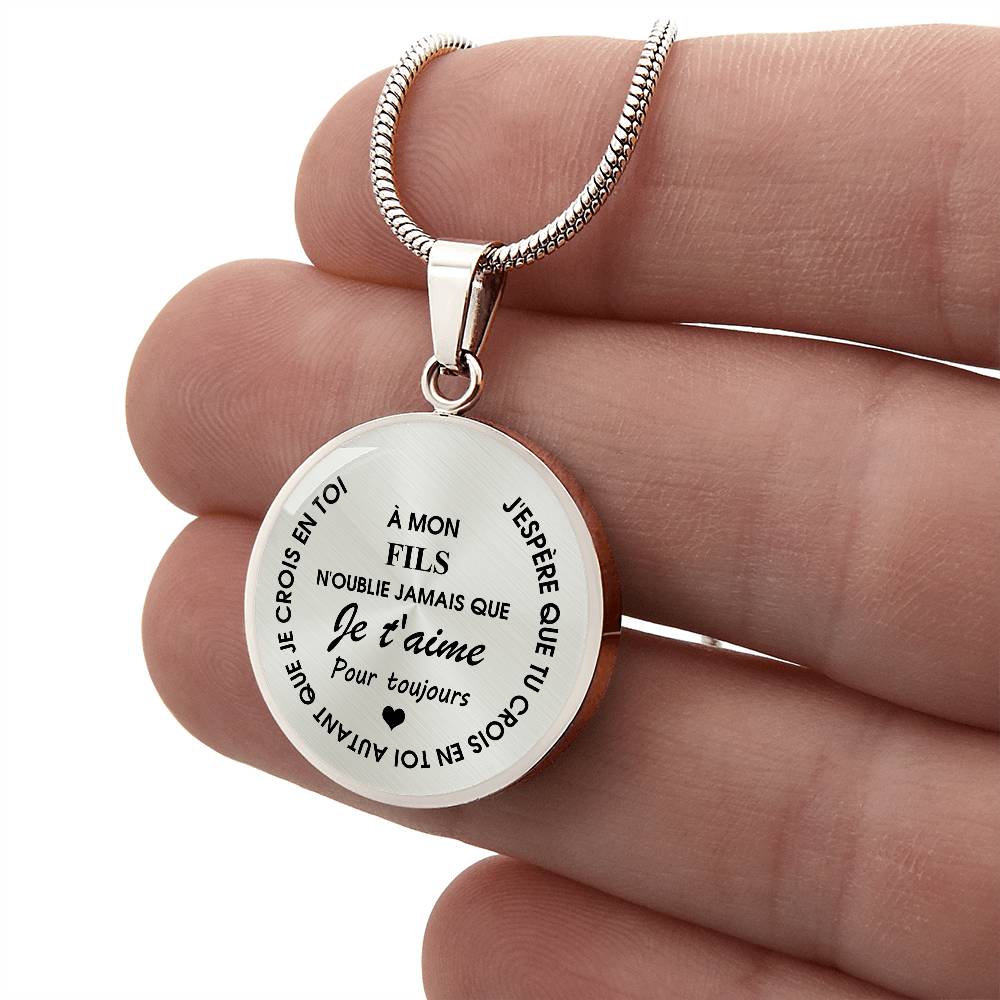 À MON
FILS
N'OUBLIE JAMAIS QUE
Je t'aime
Pour toujours
J'ESPÈRE QUE TU CROIS EN TOI AUTANT QUE JE CROIS EN TOI